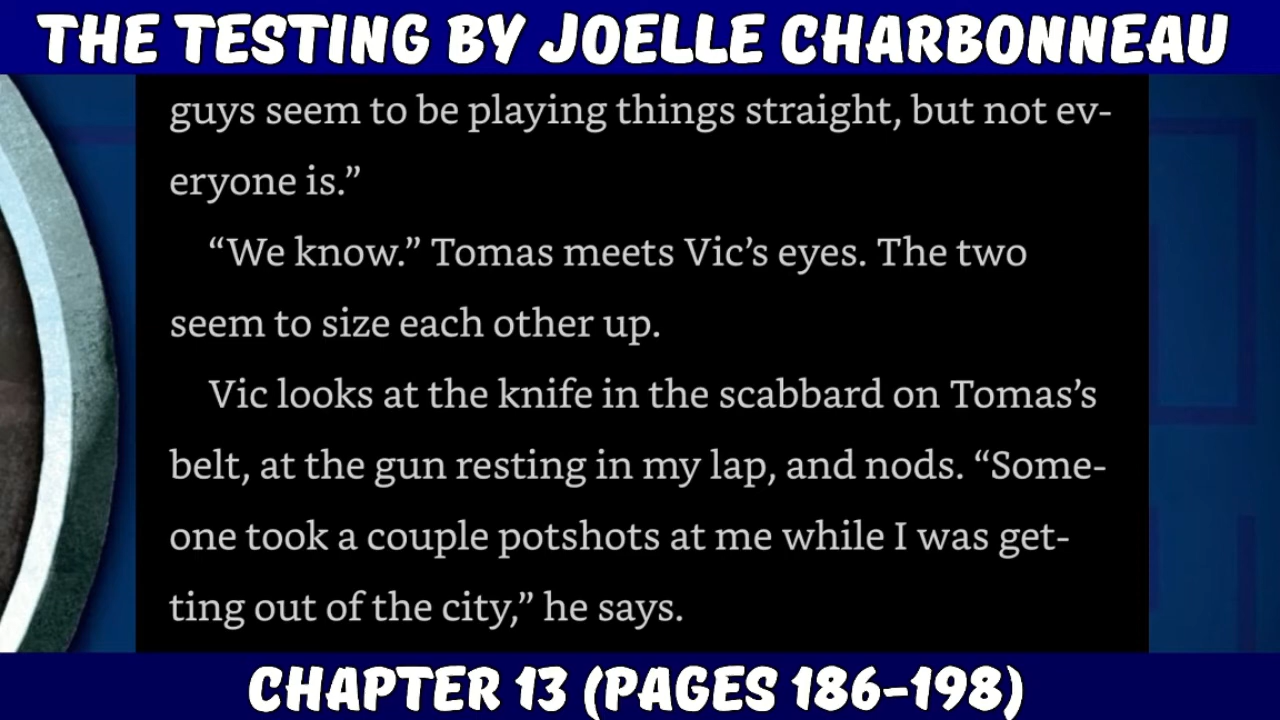 THE TESTING BY JOELLE CHARBONNEAU
guys seem to be playing things straight, but not ev-
eryone is.”
“We know.” Tomas meets Vic’s eyes. The two
seem to size each other up.
Vic looks at the knife in the scabbard on Tomas’s
belt, at the gun resting in my lap, and nods. “Some-
one took a couple potshots at me while I was get-
ting out of the city,” he says.
CHAPTER 13 (PAGES 186-198)